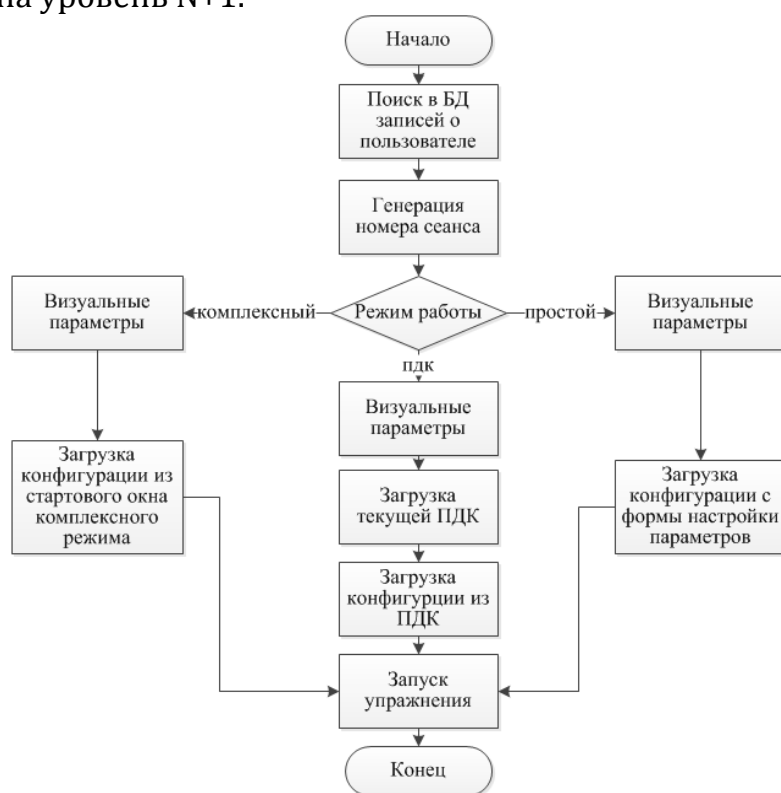 на уровень N+1.
Начало
Поиск в БД
записей о
пользователе
Генерация
номера сеанса
Визуальные
параметры
комплексный
Режим работы
простой
Визуальные
параметры
пдк
Визуальные
параметры
Загрузка
конфигурации из
стартового окна
комплексного
режима
Загрузка
текущей ПДК
Загрузка
конфигурации с
формы настройки
параметров
Загрузка
конфигурции из
ПДК
Запуск
упражнения
Конец